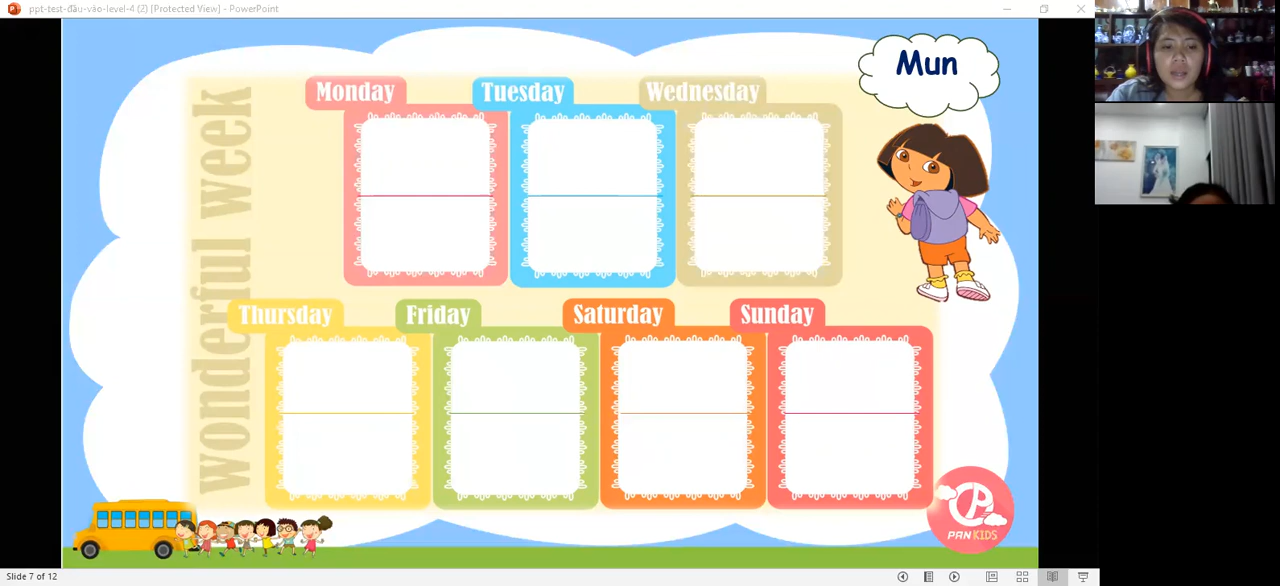 ppt-test-đầu-vào-level-4 (2) [Protected View] - PowerPoint
Mun
Monday
Tuesday
Wednesday
wonderful week
Thursday
Friday
Saturday
Sunday
PAN KIDS
Slide 7 of 12